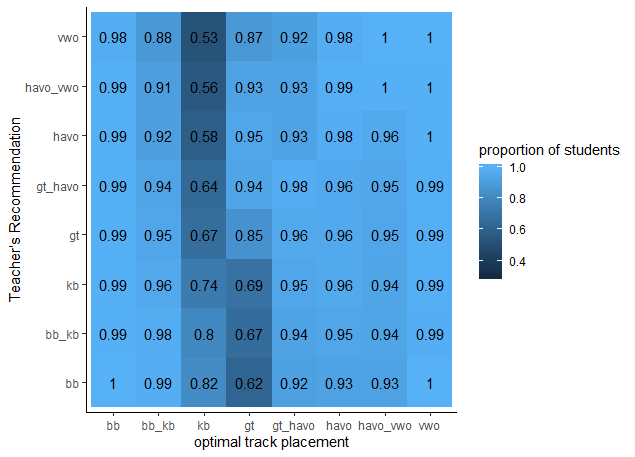 Teacher's Recommendation
vwo 0.98 0.88 0.53 0.87 0.92 0.98 1 1
havo_vwo 0.99 0.91 0.56 0.93 0.93 0.99 1 1
havo 0.99 0.92 0.58 0.95 0.93 0.98 0.96 1
gt_havo 0.99 0.94 0.64 0.94 0.98 0.96 0.95 0.99
gt 0.99 0.95 0.67 0.85 0.96 0.96 0.95 0.99
kb 0.99 0.96 0.74 0.69 0.95 0.96 0.94 0.99
bb_kb 0.99 0.98 0.8 0.67 0.94 0.95 0.94 0.99
bb 1 0.99 0.82 0.62 0.92 0.93 0.93 1
bb bb_kb kb gt gt_havo havo havo_vwo vwo
optimal track placement
proportion of students
1.0
0.8
0.6
0.4